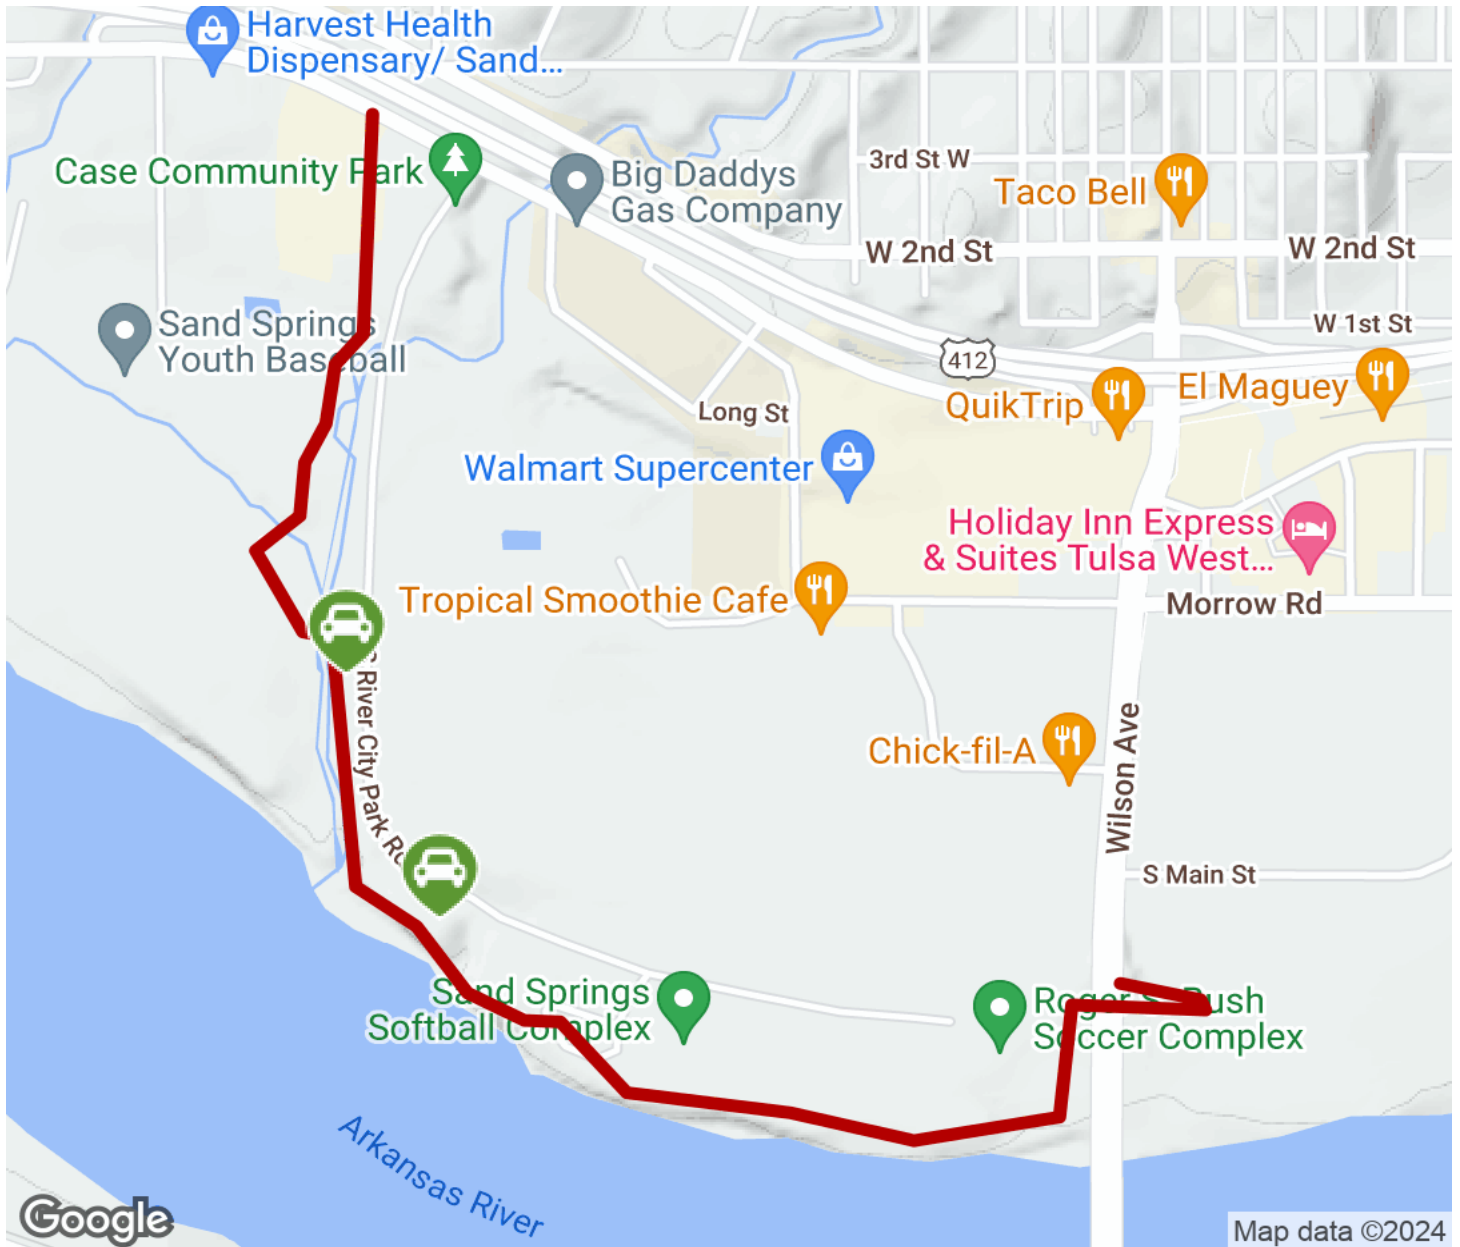 Harvest Health
Dispensary/ Sand...
Case Community Park
Big Daddys
Gas Company
3rd St W
Taco Bell
W 2nd St
W 2nd St
Sand Springs
Youth Baseball
W 1st St
412
Long St
QuikTrip
El Maguey
Walmart Supercenter
Holiday Inn Express
& Suites Tulsa West...
Tropical Smoothie Cafe
Morrow Rd
S River City Park Rd
Chick-fil-A
Wilson Ave
S Main St
Sand Springs
Softball Complex
Roger S. Bush
Soccer Complex
Arkansas River
Google
Map data ©2024